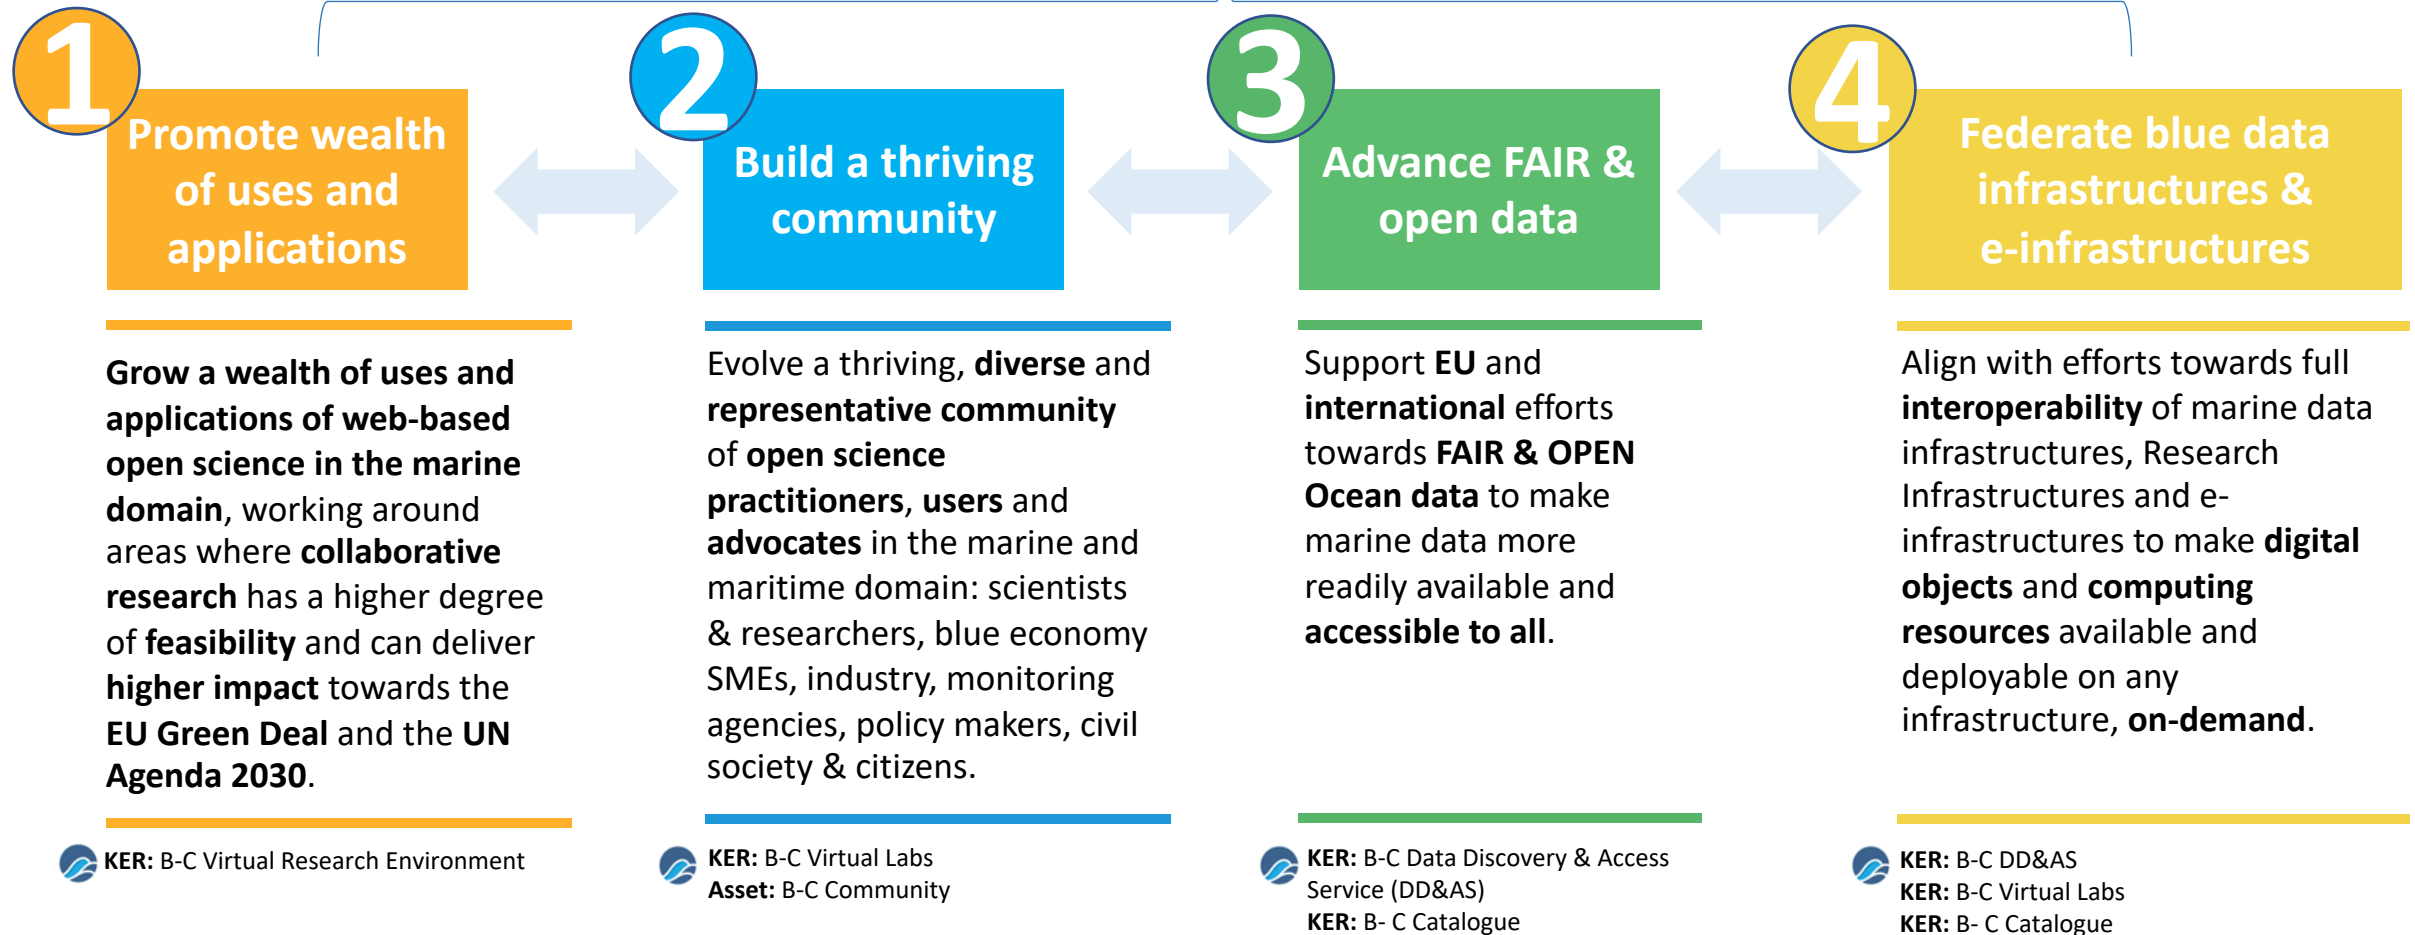 1
Promote wealth
of uses and
applications
Grow a wealth of uses and
applications of web-based
open science in the marine
domain, working around
areas where collaborative
research has a higher degree
of feasibility and can deliver
higher impact towards the
EU Green Deal and the UN
Agenda 2030.
KER: B-C Virtual Research Environment
2
Build a thriving
community
Evolve a thriving, diverse and
representative community
of open science
practitioners, users and
advocates in the marine and
maritime domain: scientists
& researchers, blue economy
SMEs, industry, monitoring
agencies, policy makers, civil
society & citizens.
KER: B-C Virtual Labs
Asset: B-C Community
3
Advance FAIR &
open data
Support EU and
international efforts
towards FAIR & OPEN
Ocean data to make
marine data more
readily available and
accessible to all.
KER: B-C Data Discovery & Access
Service (DD&AS)
KER: B- C Catalogue
4
Federate blue data
infrastructures &
e-infrastructures
Align with efforts towards full
interoperability of marine data
infrastructures, Research
Infrastructures and e-
infrastructures to make digital
objects and computing
resources available and
deployable on any
infrastructure, on-demand.
KER: B-C DD&AS
KER: B-C Virtual Labs
KER: B- C Catalogue